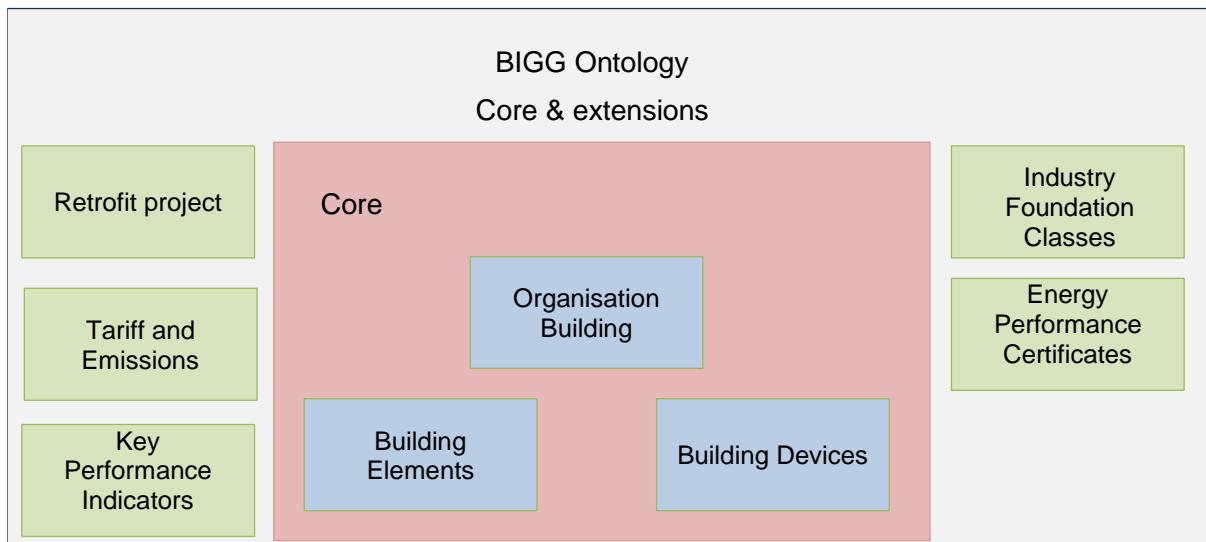 BIGG Ontology
Core & extensions
Retrofit project
Tariff and
Emissions
Key
Performance
Indicators
Core
Organisation
Building
Building
Elements
Building Devices
Industry
Foundation
Classes
Energy
Performance
Certificates